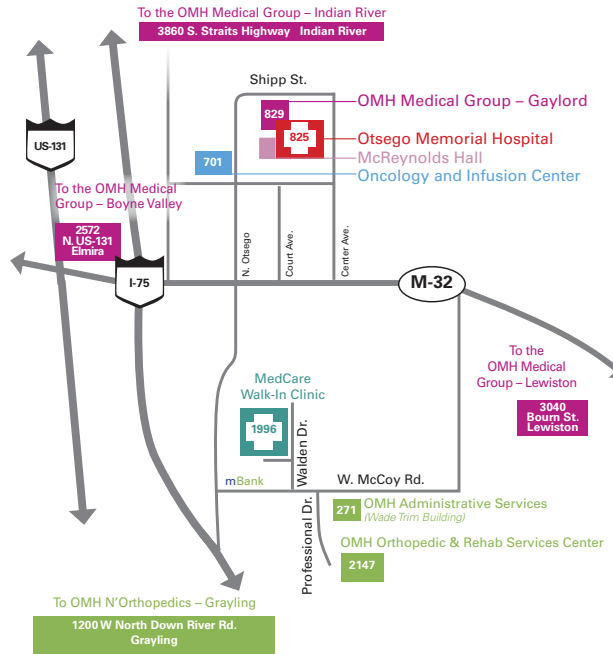 To the OMH Medical Group – Indian River
3860 S. Straits Highway Indian River
Shipp St.
829
OMH Medical Group – Gaylord
825
Otsego Memorial Hospital
McReynolds Hall
701
Oncology and Infusion Center
US-131
To the OMH Medical
Group – Boyne Valley
2572
N. US-131
Elmira
N. Otsego
Court Ave.
Center Ave.
I-75
M-32
To the
OMH Medical
Group – Lewiston
3040
Bourn St.
Lewiston
MedCare
Walk-In Clinic
1996
Walden Dr.
mBank
W. McCoy Rd.
Professional Dr.
271
OMH Administrative Services
(Wade Trim Building)
OMH Orthopedic & Rehab Services Center
2147
To OMH N'Orthopedics – Grayling
1200 W North Down River Rd.
Grayling